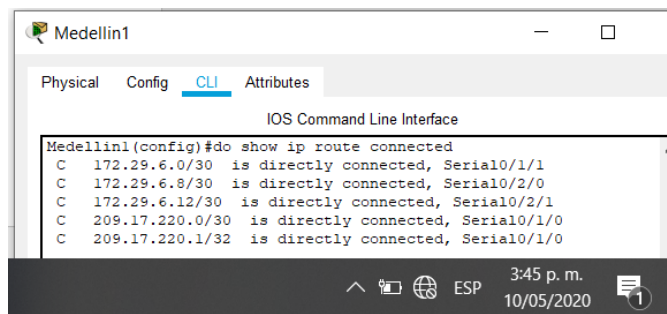 Medellin1
Physical Config CLI Attributes
IOS Command Line Interface
Medellin1(config)#do show ip route connected
C 172.29.6.0/30 is directly connected, Serial0/1/1
C 172.29.6.8/30 is directly connected, Serial0/2/0
C 172.29.6.12/30 is directly connected, Serial0/2/1
C 209.17.220.0/30 is directly connected, Serial0/1/0
C 209.17.220.1/32 is directly connected, Serial0/1/0
ESP
3:45 p. m.
10/05/2020
1